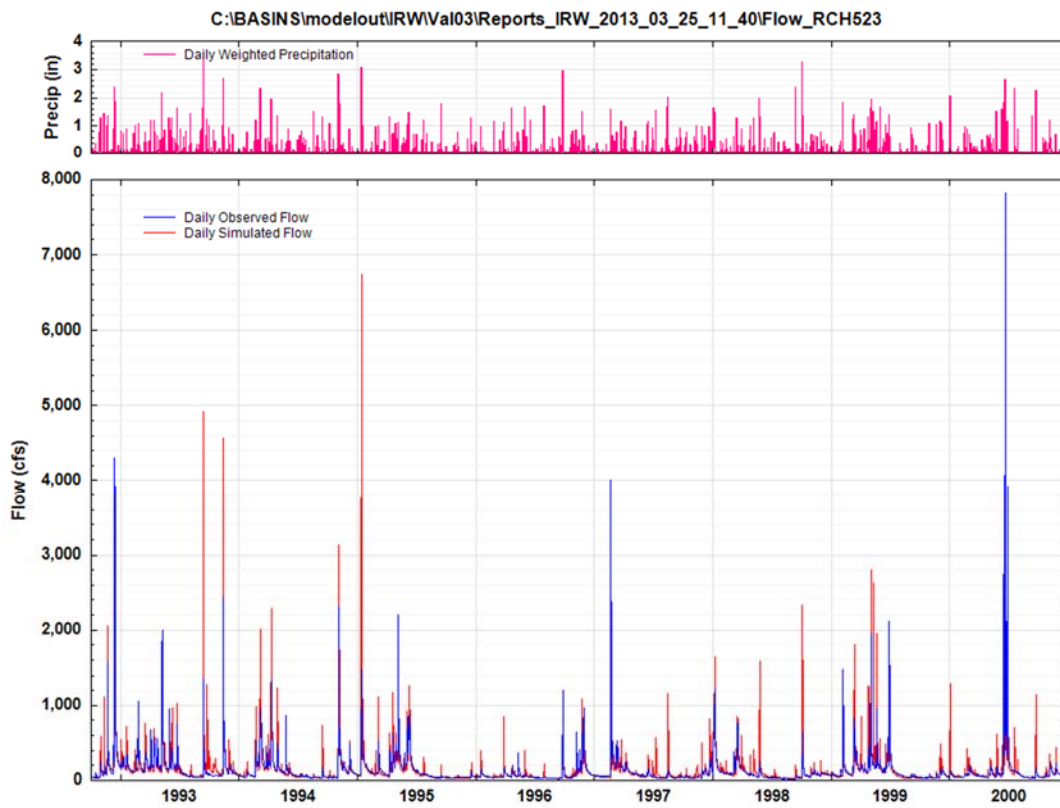 C:\BASINS\modelout\IRW\Val03\Reports_IRW_2013_03_25_11_40\Flow_RCH523
Precip (in)
4
3
2
1
0
Daily Weighted Precipitation
Flow (cfs)
8,000
7,000
6,000
5,000
4,000
3,000
2,000
1,000
0
Daily Observed Flow
Daily Simulated Flow
1993 1994 1995 1996 1997 1998 1999 2000